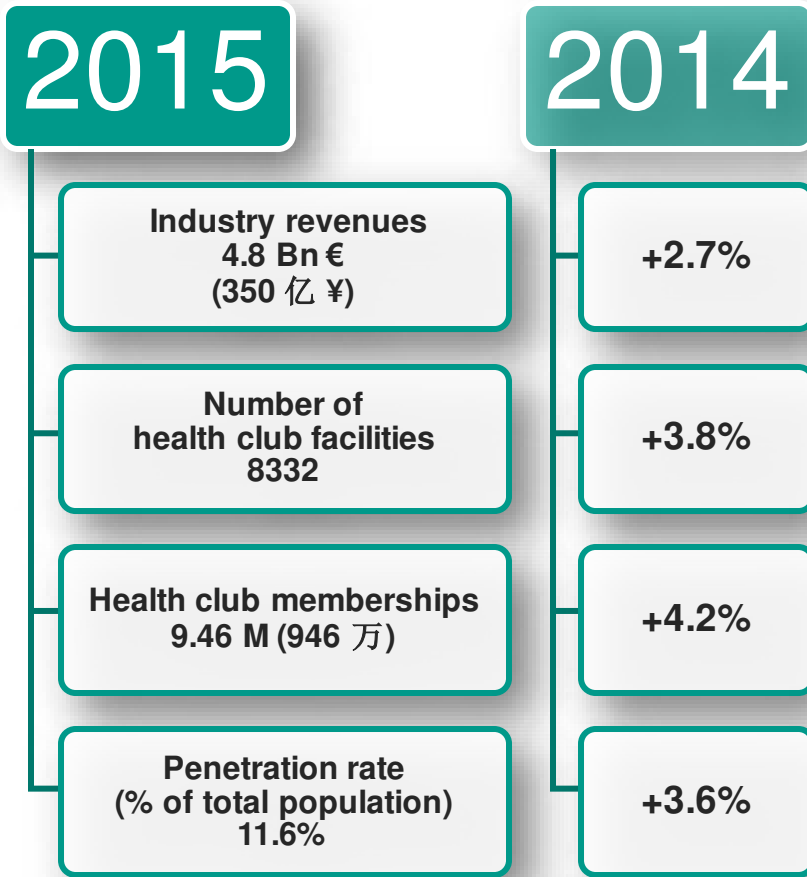 2015
Industry revenues
4.8 Bn €
(350 亿 ¥)
Number of
health club facilities
8332
Health club memberships
9.46 M (946 万)
Penetration rate
(% of total population)
11.6%
2014
+2.7%
+3.8%
+4.2%
+3.6%